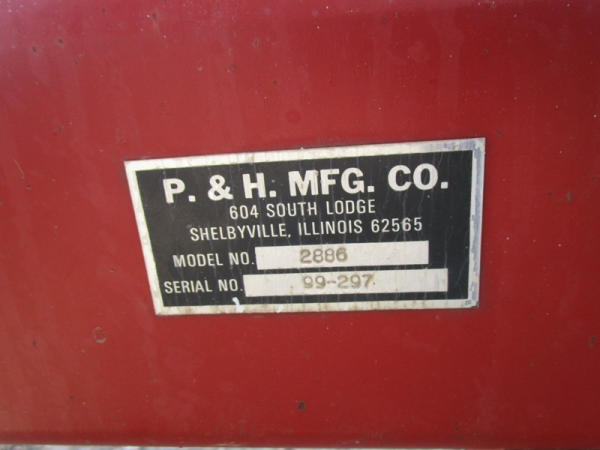 P. & H. MFG. CO.
604 SOUTH LODGE
SHELBYVILLE, ILLINOIS 62565
MODEL NO. 2886
SERIAL NO. 99-297